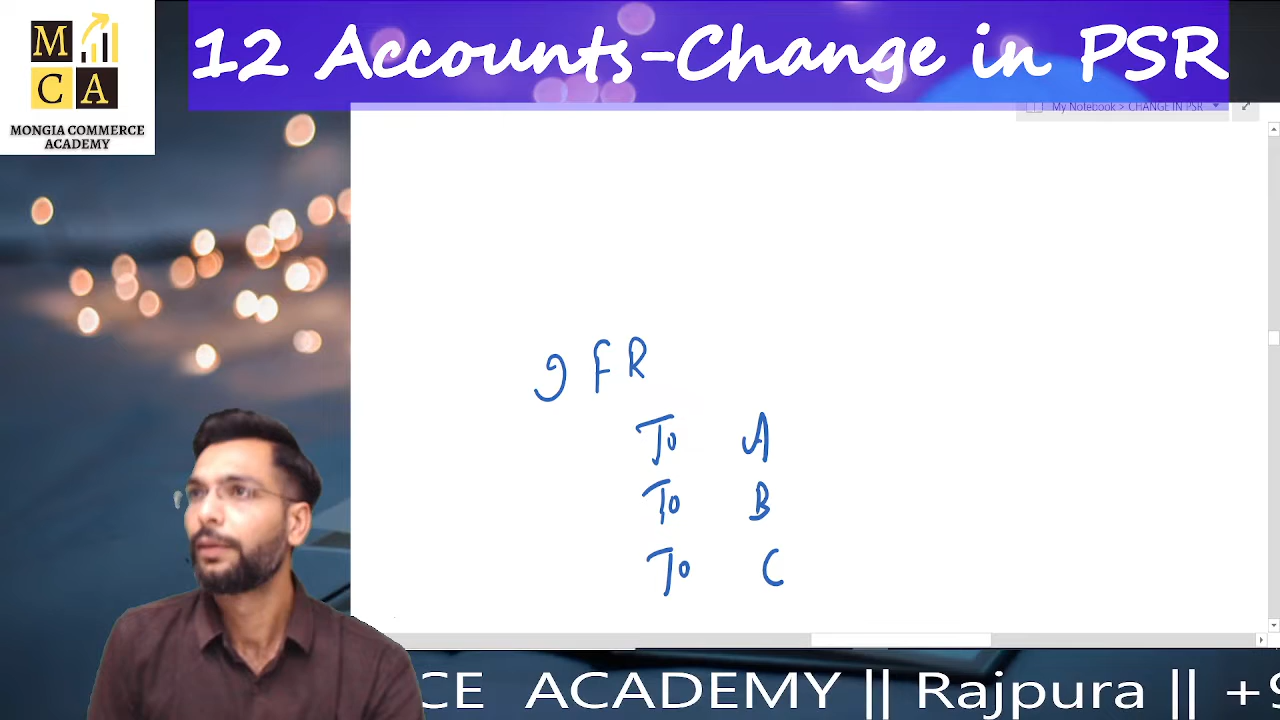 M
C A
MONGIA COMMERCE
ACADEMY
12 Accounts-Change in PSR
My Notebook > CHANGE IN PSR
g F R
To A
To B
To C
CE ACADEMY || Rajpura || +9